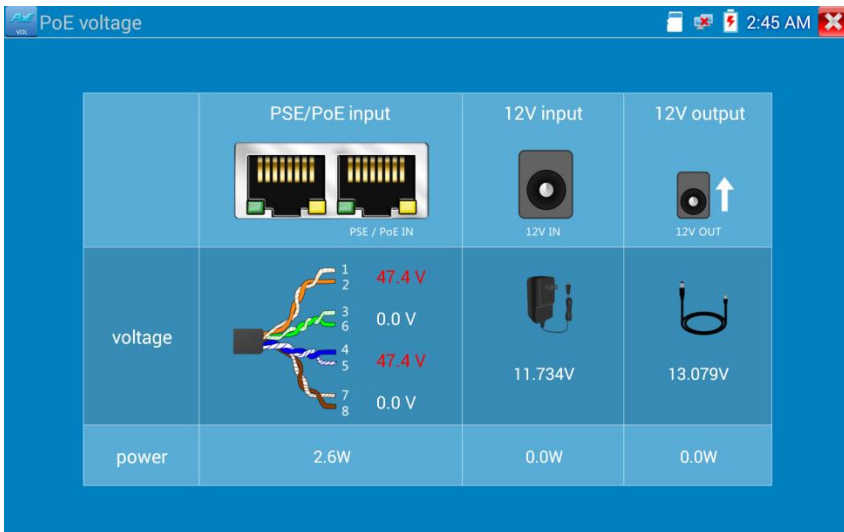 PoE voltage
2:45 AM
VOL
PSE/PoE input
12V input
12V output
PSE / PoE IN
12V IN
12V OUT
voltage
1
2
47.4 V
3
6
0.0 V
4
5
47.4 V
7
8
0.0 V
11.734V
13.079V
power
2.6W
0.0W
0.0W